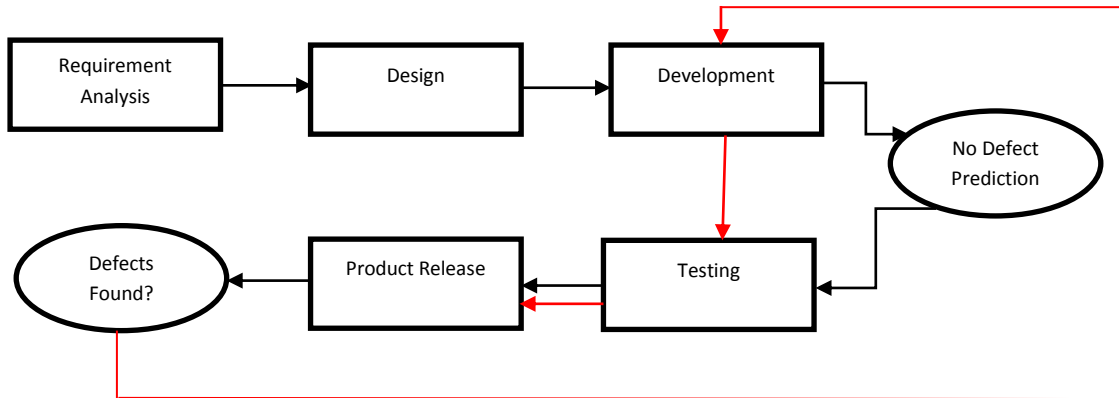 Requirement
Analysis
Design
Development
No Defect
Prediction
Defects
Found?
Product Release
Testing